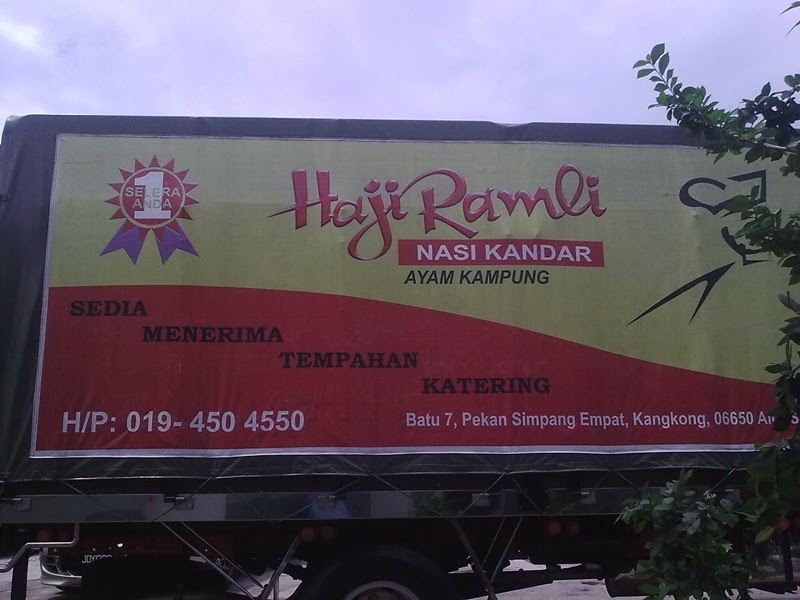 1
SELERA
ANDA
Haji Ramli
NASI KANDAR
AYAM KAMPUNG
SEDIA
MENERIMA
TEMPAHAN
KATERING
H/P: 019- 450 4550
Batu 7, Pekan Simpang Empat, Kangkong, 06650